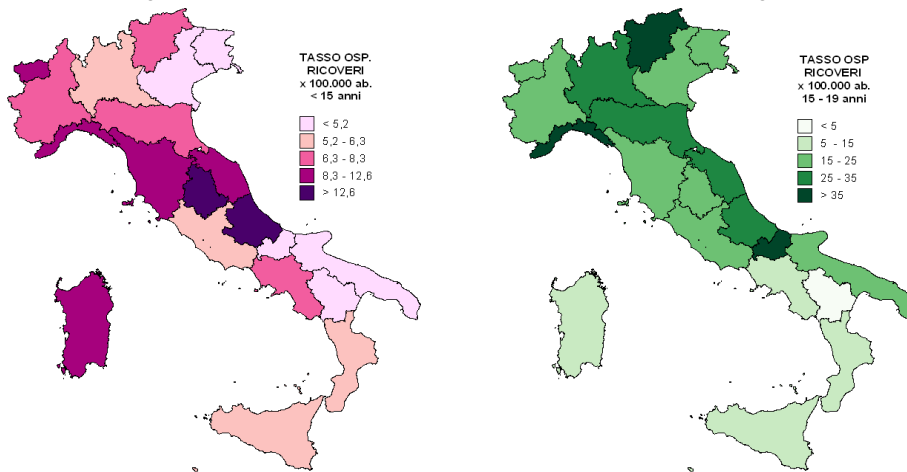 TASSO OSP.
RICOVERI
x 100.000 ab.
< 15 anni
< 5,2
5,2 - 6,3
6,3 - 8,3
8,3 - 12,6
> 12,6
TASSO OSP
RICOVERI
x 100.000 ab.
15 - 19 anni
< 5
5 - 15
15 - 25
25 - 35
> 35